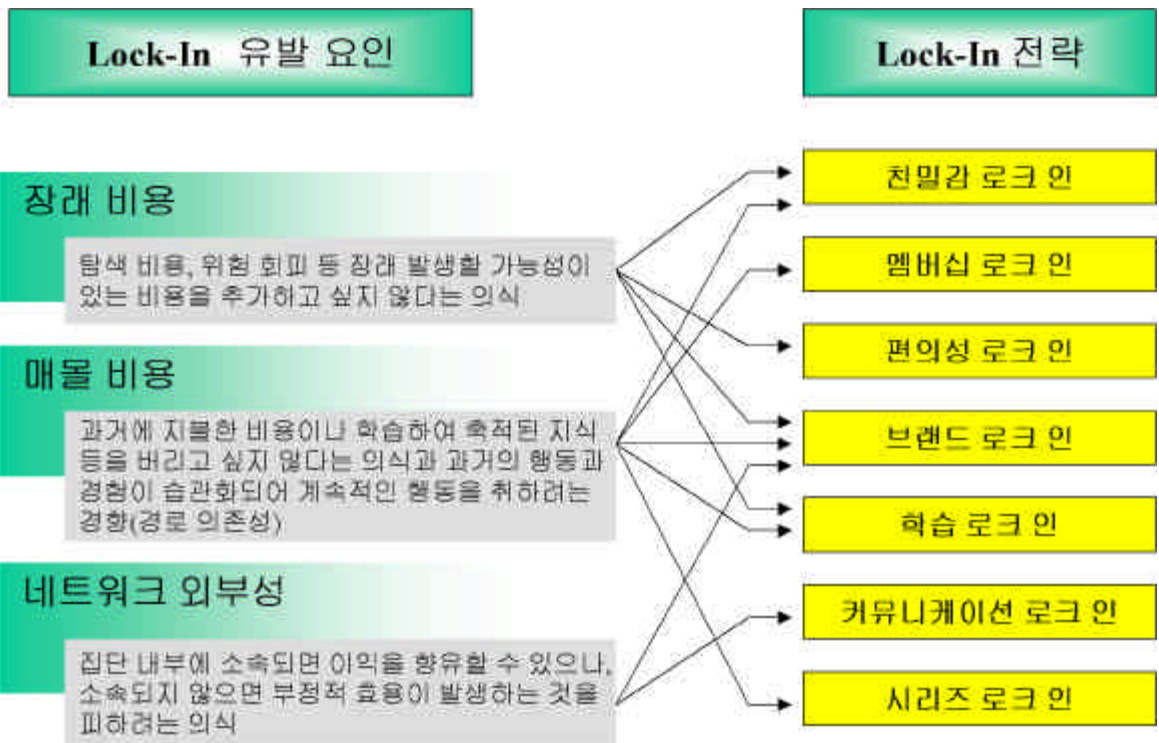 Lock-In 유발 요인
Lock-In 전략
장래 비용
탐색 비용, 위험 회피 등 장래 발생할 가능성이
있는 비용을 추가하고 싶지 않다는 의식
매몰 비용
과거에 지불한 비용이나 학습하여 축적된 지식
등을 버리고 싶지 않다는 의식과 과거의 행동과
경험이 습관화되어 계속적인 행동을 취하려는
경향(경로 의존성)
네트워크 외부성
집단 내부에 소속되면 이익을 향유할 수 있으나,
소속되지 않으면 부정적 효용이 발생하는 것을
피하려는 의식
친밀감 로크 인
멤버십 로크 인
편의성 로크 인
브랜드 로크 인
학습 로크 인
커뮤니케이션 로크 인
시리즈 로크 인